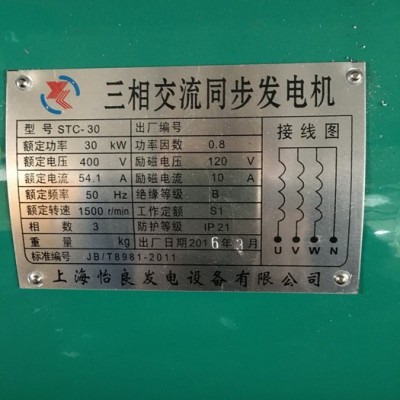 三相交流同步发电机
型号 STC-30 出厂编号
额定功率 30 kW 功率因数 0.8
额定电压 400 V 励磁电压 120 V
额定电流 54.1 A 励磁电流 10 A
额定频率 50 Hz 绝缘等级 B
额定转速 1500 r/min 工作定额 S1
相数 3 防护等级 IP21
重量 kg 出厂日期 2016年 月
标准编号 JB/T8981-2011
接线图
U V W N
上海怡良发电设备有限公司